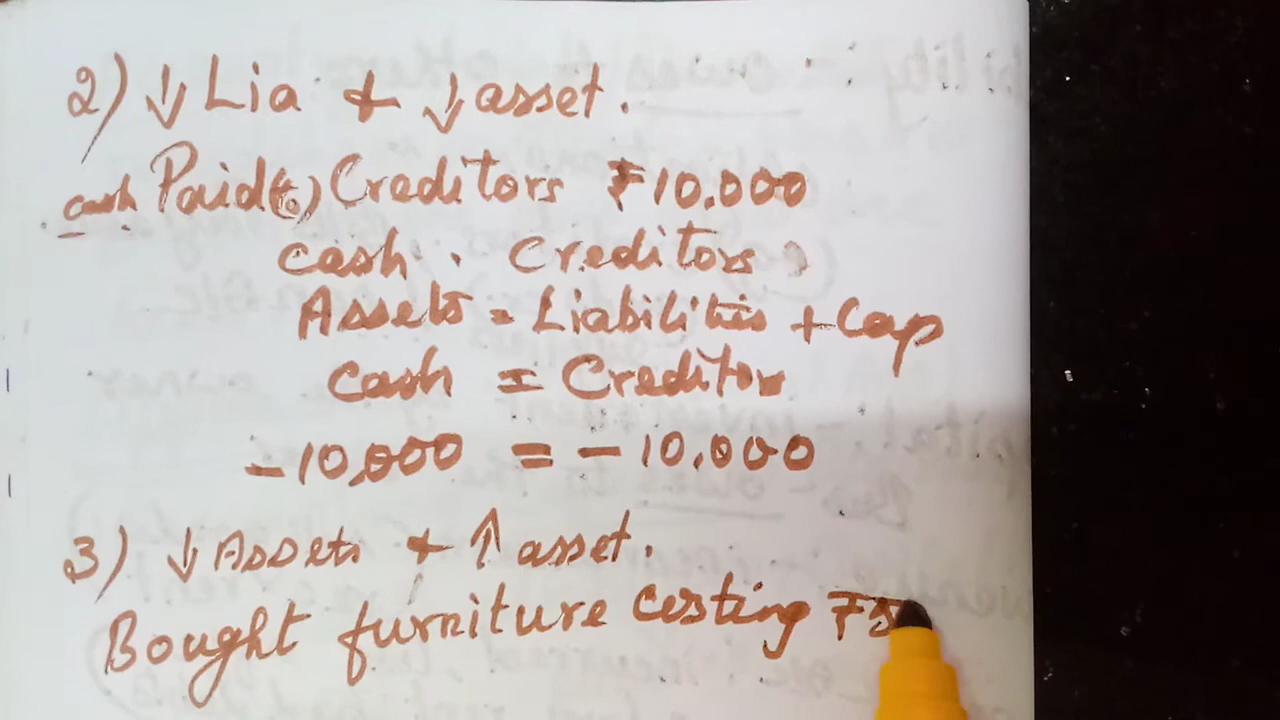 2) ↓ Lia & ↓ asset.
cash Paid (to) Creditors ₹10,000
cash . Creditors
Assets = Liabilities + Cap
Cash = Creditor
-10,000 = -10,000
3) ↓ Assets & ↑ asset.
Bought furniture costing ₹5